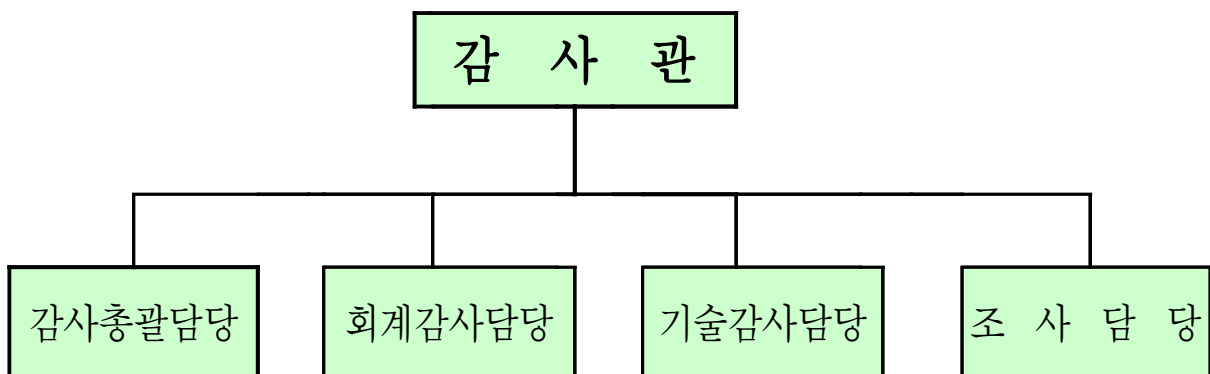 감 사 관
감사총괄담당
회계감사담당
기술감사담당
조 사 담 당